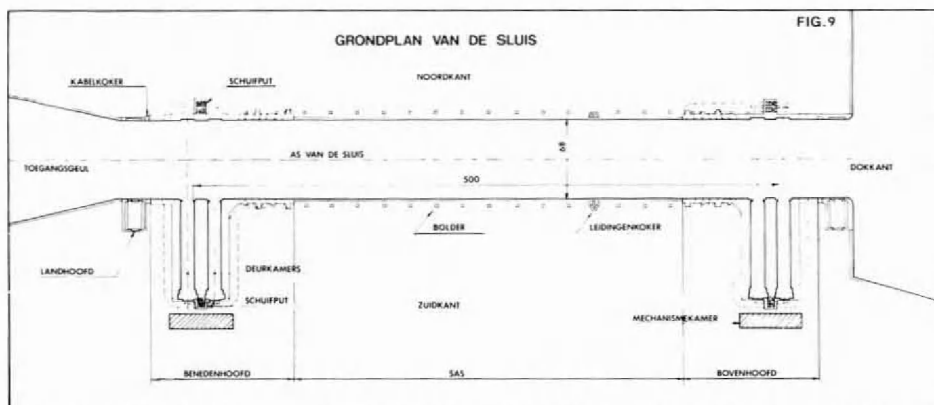 FIG.9
GRONDPLAN VAN DE SLUIS
NOORDKANT
KABELKOKER
SCHUIFPUT
AS VAN DE SLUIS
68
TOEGANGSGEUL
DOKKANT
500
BOLDER
LEIDINGENKOKER
LANDHOOFD
DEURKAMERS
SCHUIFPUT
ZUIDKANT
MECHANISMEKAMER
BENEDENHOOFD
SAS
BOVENHOOFD